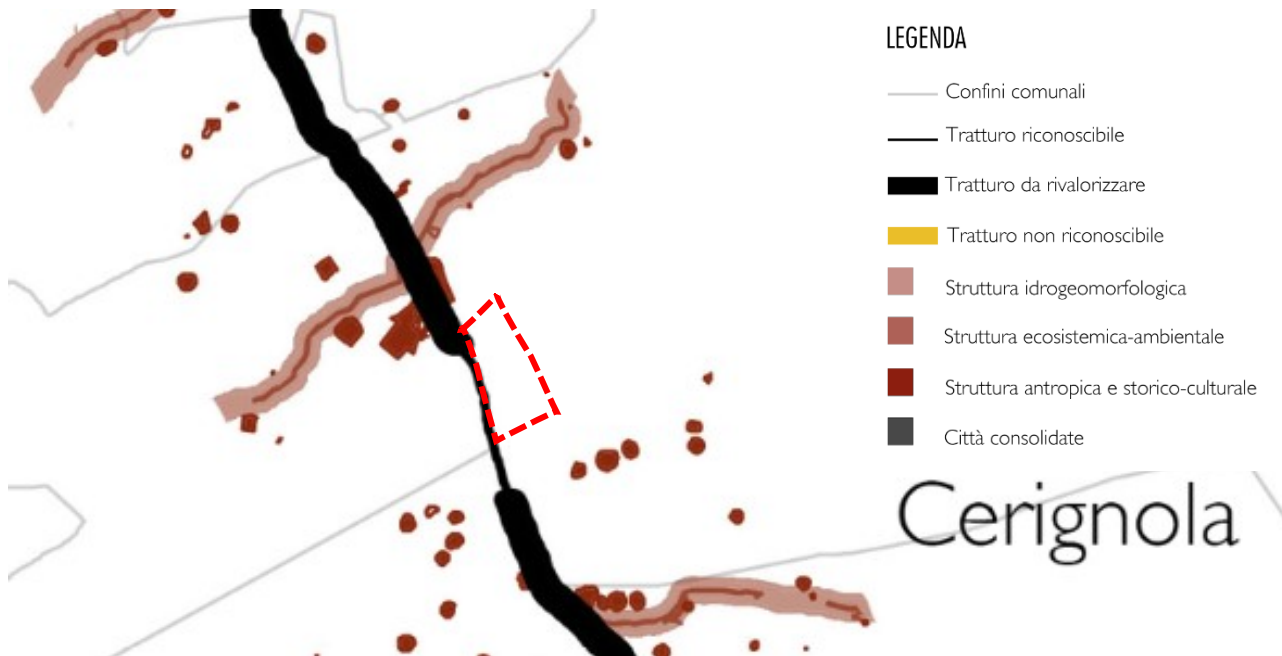 LEGENDA
Confini comunali
Tratturo riconoscibile
Tratturo da rivalorizzare
Tratturo non riconoscibile
Struttura idrogeomorfologica
Struttura ecosistemica-ambientale
Struttura antropica e storico-culturale
Città consolidate
Cerignola